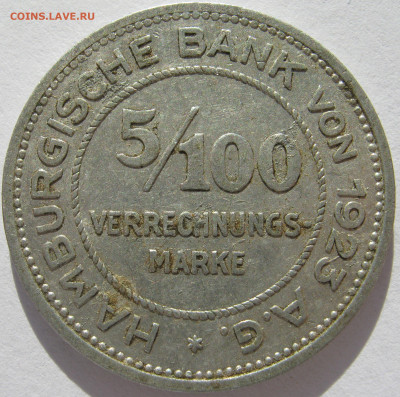 COINS.LAVE.RU
HAMBURGISCHE BANK VON 1923 A.G. *
5/100
VERRECHNUNGS-
MARKE